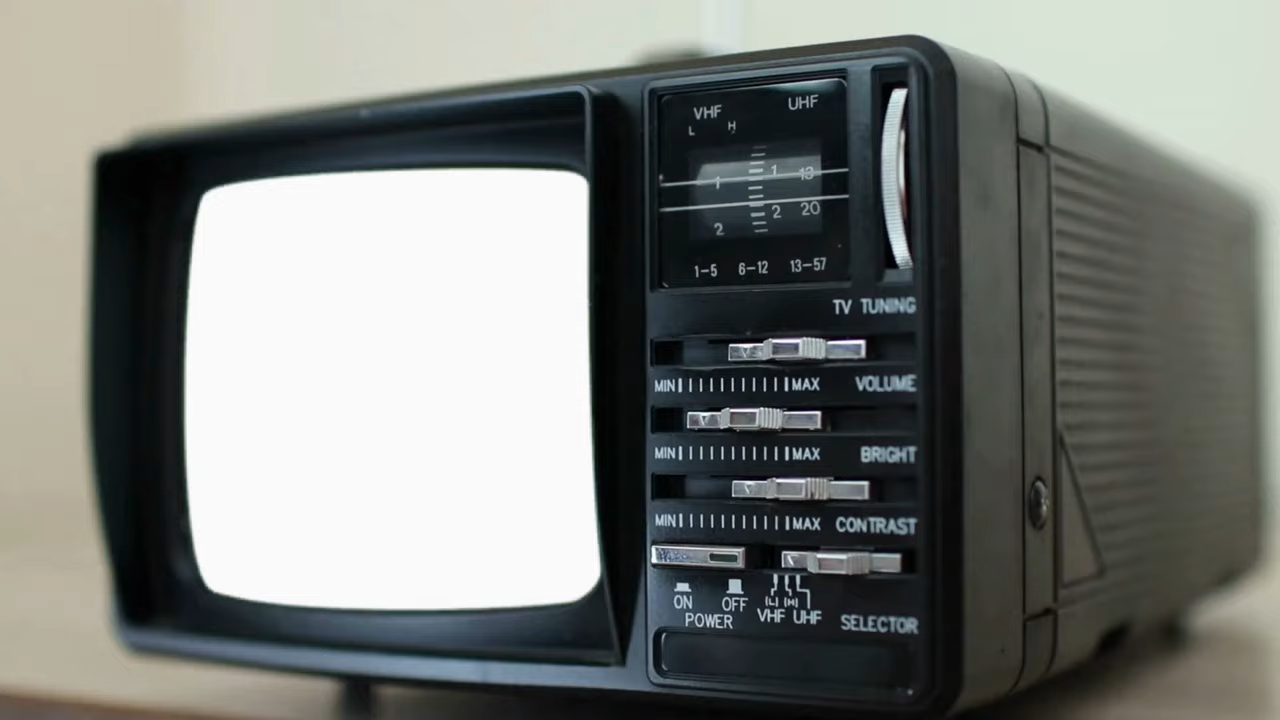 VHF UHF
L H
1 1 13
2 2 20
1-5 6-12 13-57
TV TUNING
MIN MAX VOLUME
MIN MAX BRIGHT
MIN MAX CONTRAST
ON OFF
POWER
(L) (H)
VHF UHF
SELECTOR